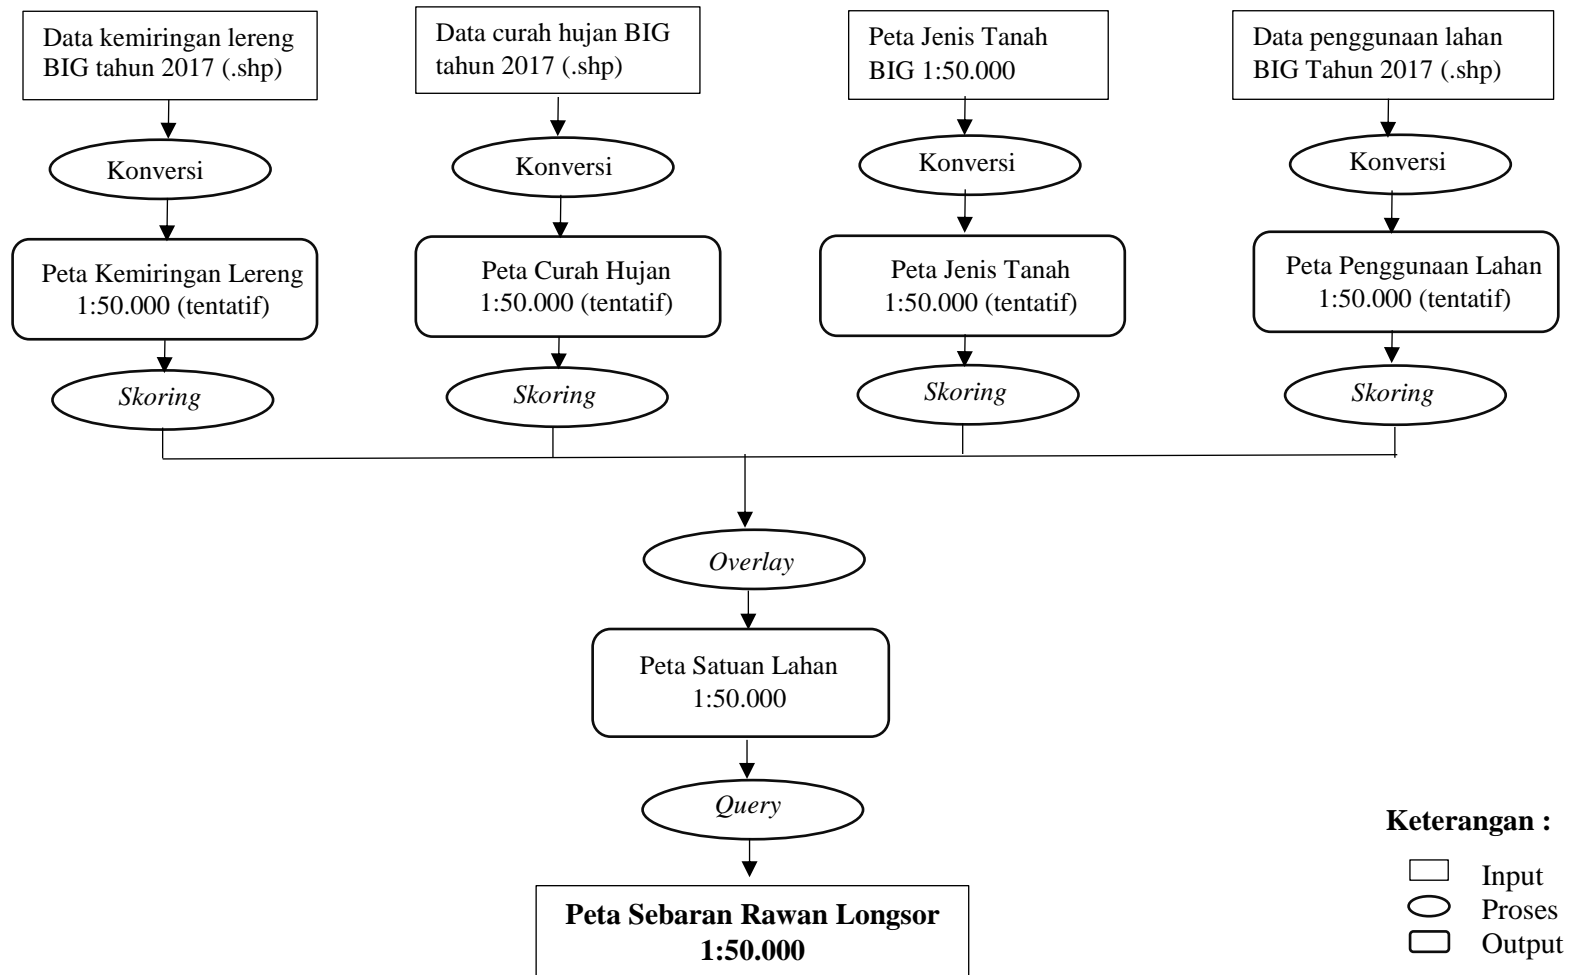 Data kemiringan lereng
BIG tahun 2017 (.shp)
Data curah hujan BIG
tahun 2017 (.shp)
Peta Jenis Tanah
BIG 1:50.000
Data penggunaan lahan
BIG Tahun 2017 (.shp)
Konversi
Konversi
Konversi
Konversi
Peta Kemiringan Lereng
1:50.000 (tentatif)
Peta Curah Hujan
1:50.000 (tentatif)
Peta Jenis Tanah
1:50.000 (tentatif)
Peta Penggunaan Lahan
1:50.000 (tentatif)
Skoring
Skoring
Skoring
Skoring
Overlay
Peta Satuan Lahan
1:50.000
Query
Peta Sebaran Rawan Longsor
1:50.000
Keterangan :
Input
Proses
Output